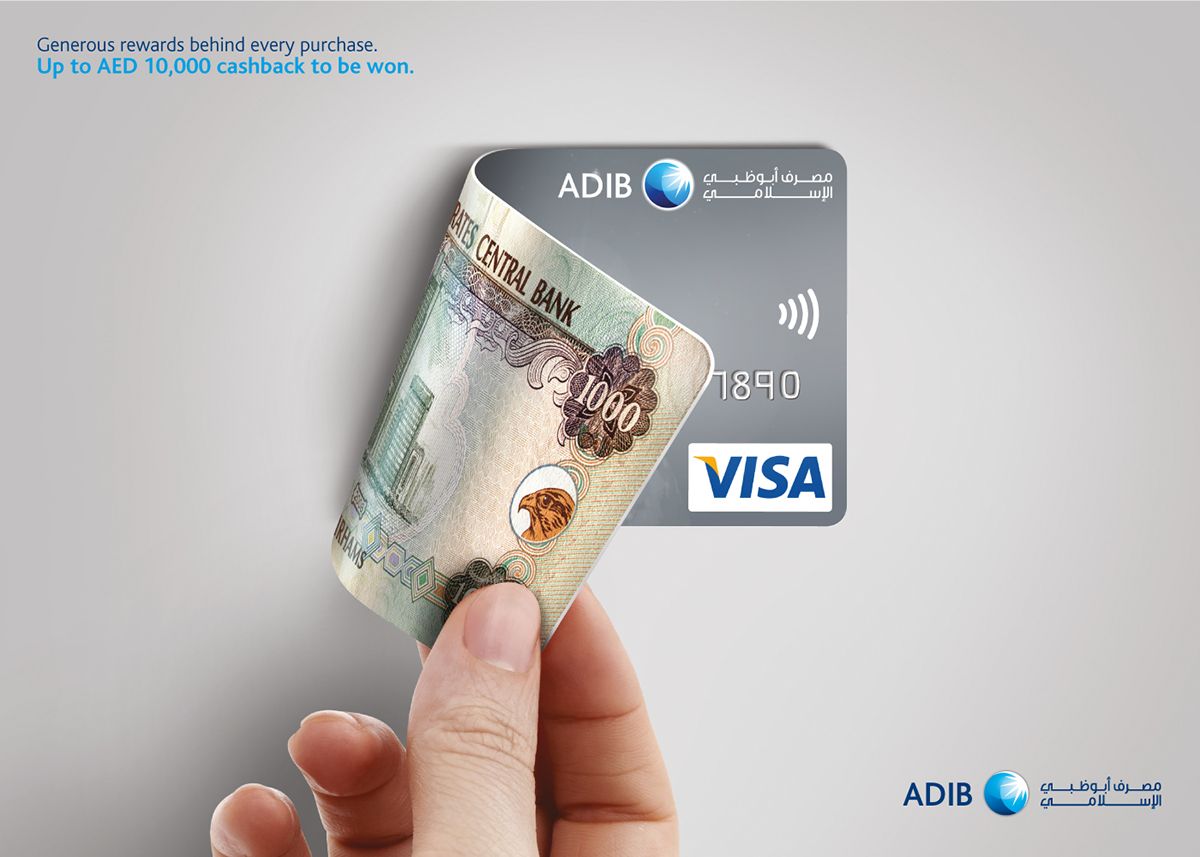 Generous rewards behind every purchase.
Up to AED 10,000 cashback to be won.
ADIB
مصرف أبوظبي
الإسلامي
CENTRAL BANK
1000
7890
VISA
ADIB
مصرف أبوظبي
الإسلامي